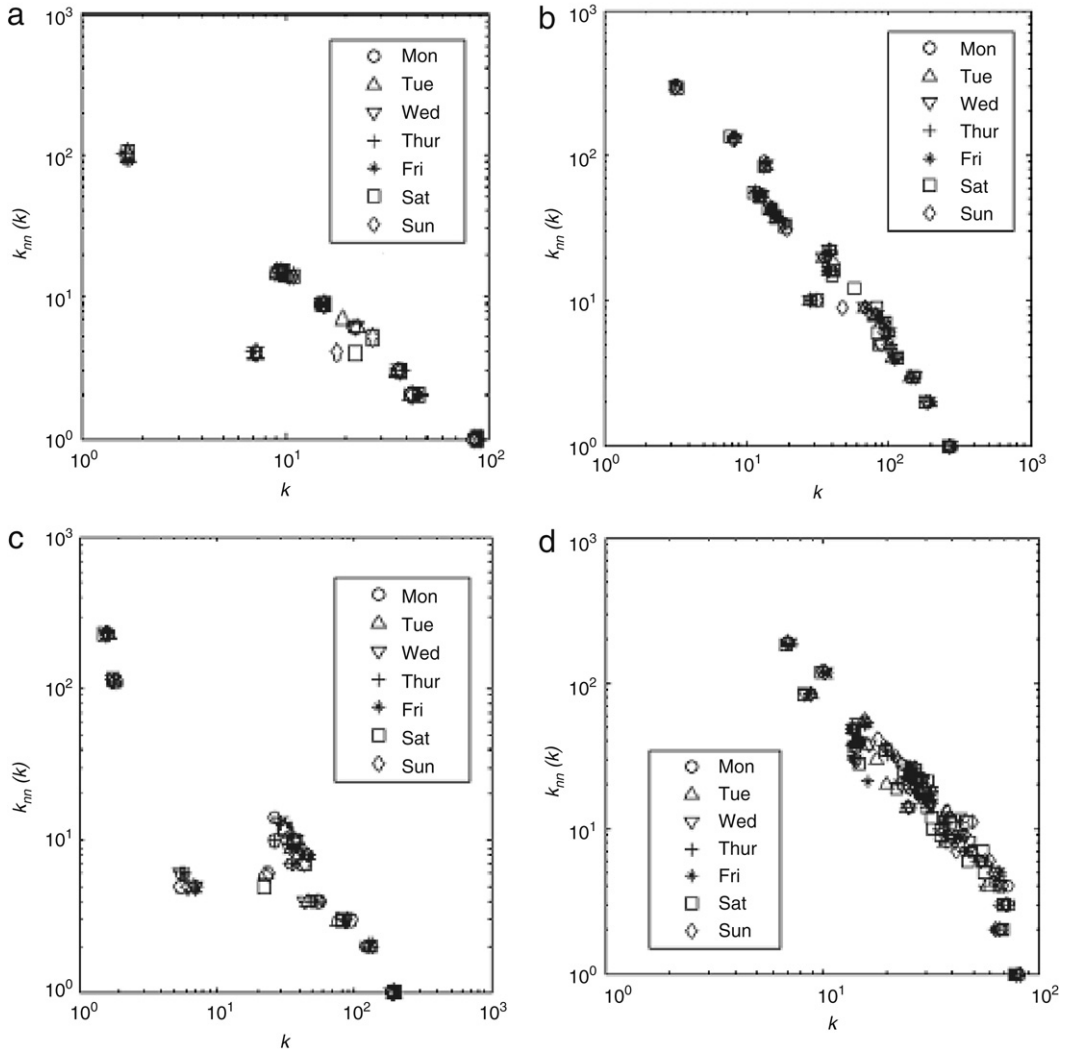 a
10³
10²
10¹
10⁰
k_nn (k)
10⁰ 10¹ 10²
k
Mon
Tue
Wed
Thur
Fri
Sat
Sun
b
10³
10²
10¹
10⁰
k_nn (k)
10⁰ 10¹ 10² 10³
k
Mon
Tue
Wed
Thur
Fri
Sat
Sun
c
10³
10²
10¹
10⁰
k_nn (k)
10⁰ 10¹ 10² 10³
k
Mon
Tue
Wed
Thur
Fri
Sat
Sun
d
10³
10²
10¹
10⁰
k_nn (k)
10⁰ 10¹ 10²
k
Mon
Tue
Wed
Thur
Fri
Sat
Sun